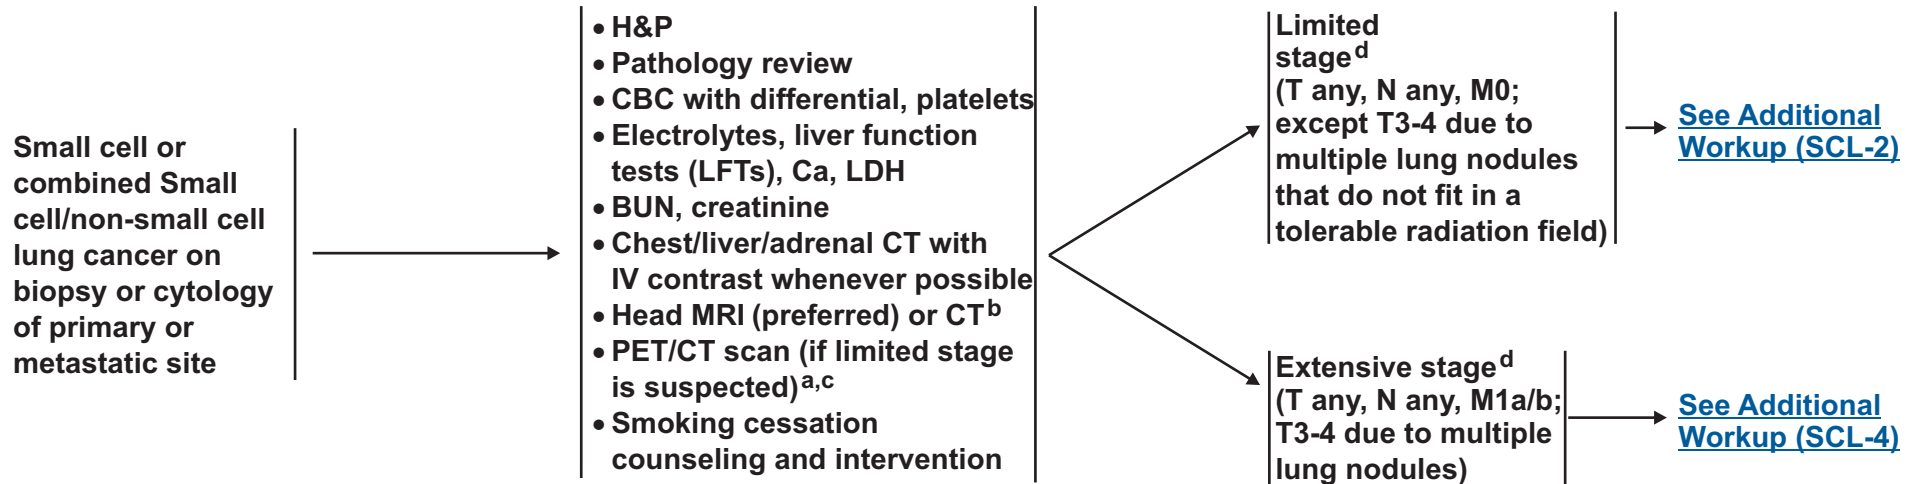 Small cell or
combined Small
cell/non-small cell
lung cancer on
biopsy or cytology
of primary or
metastatic site
• H&P
• Pathology review
• CBC with differential, platelets
• Electrolytes, liver function
tests (LFTs), Ca, LDH
• BUN, creatinine
• Chest/liver/adrenal CT with
IV contrast whenever possible
• Head MRI (preferred) or CTb
• PET/CT scan (if limited stage
is suspected)a,c
• Smoking cessation
counseling and intervention
Limited
staged
(T any, N any, M0;
except T3-4 due to
multiple lung nodules
that do not fit in a
tolerable radiation field)
See Additional
Workup (SCL-2)
Extensive staged
(T any, N any, M1a/b;
T3-4 due to multiple
lung nodules)
See Additional
Workup (SCL-4)